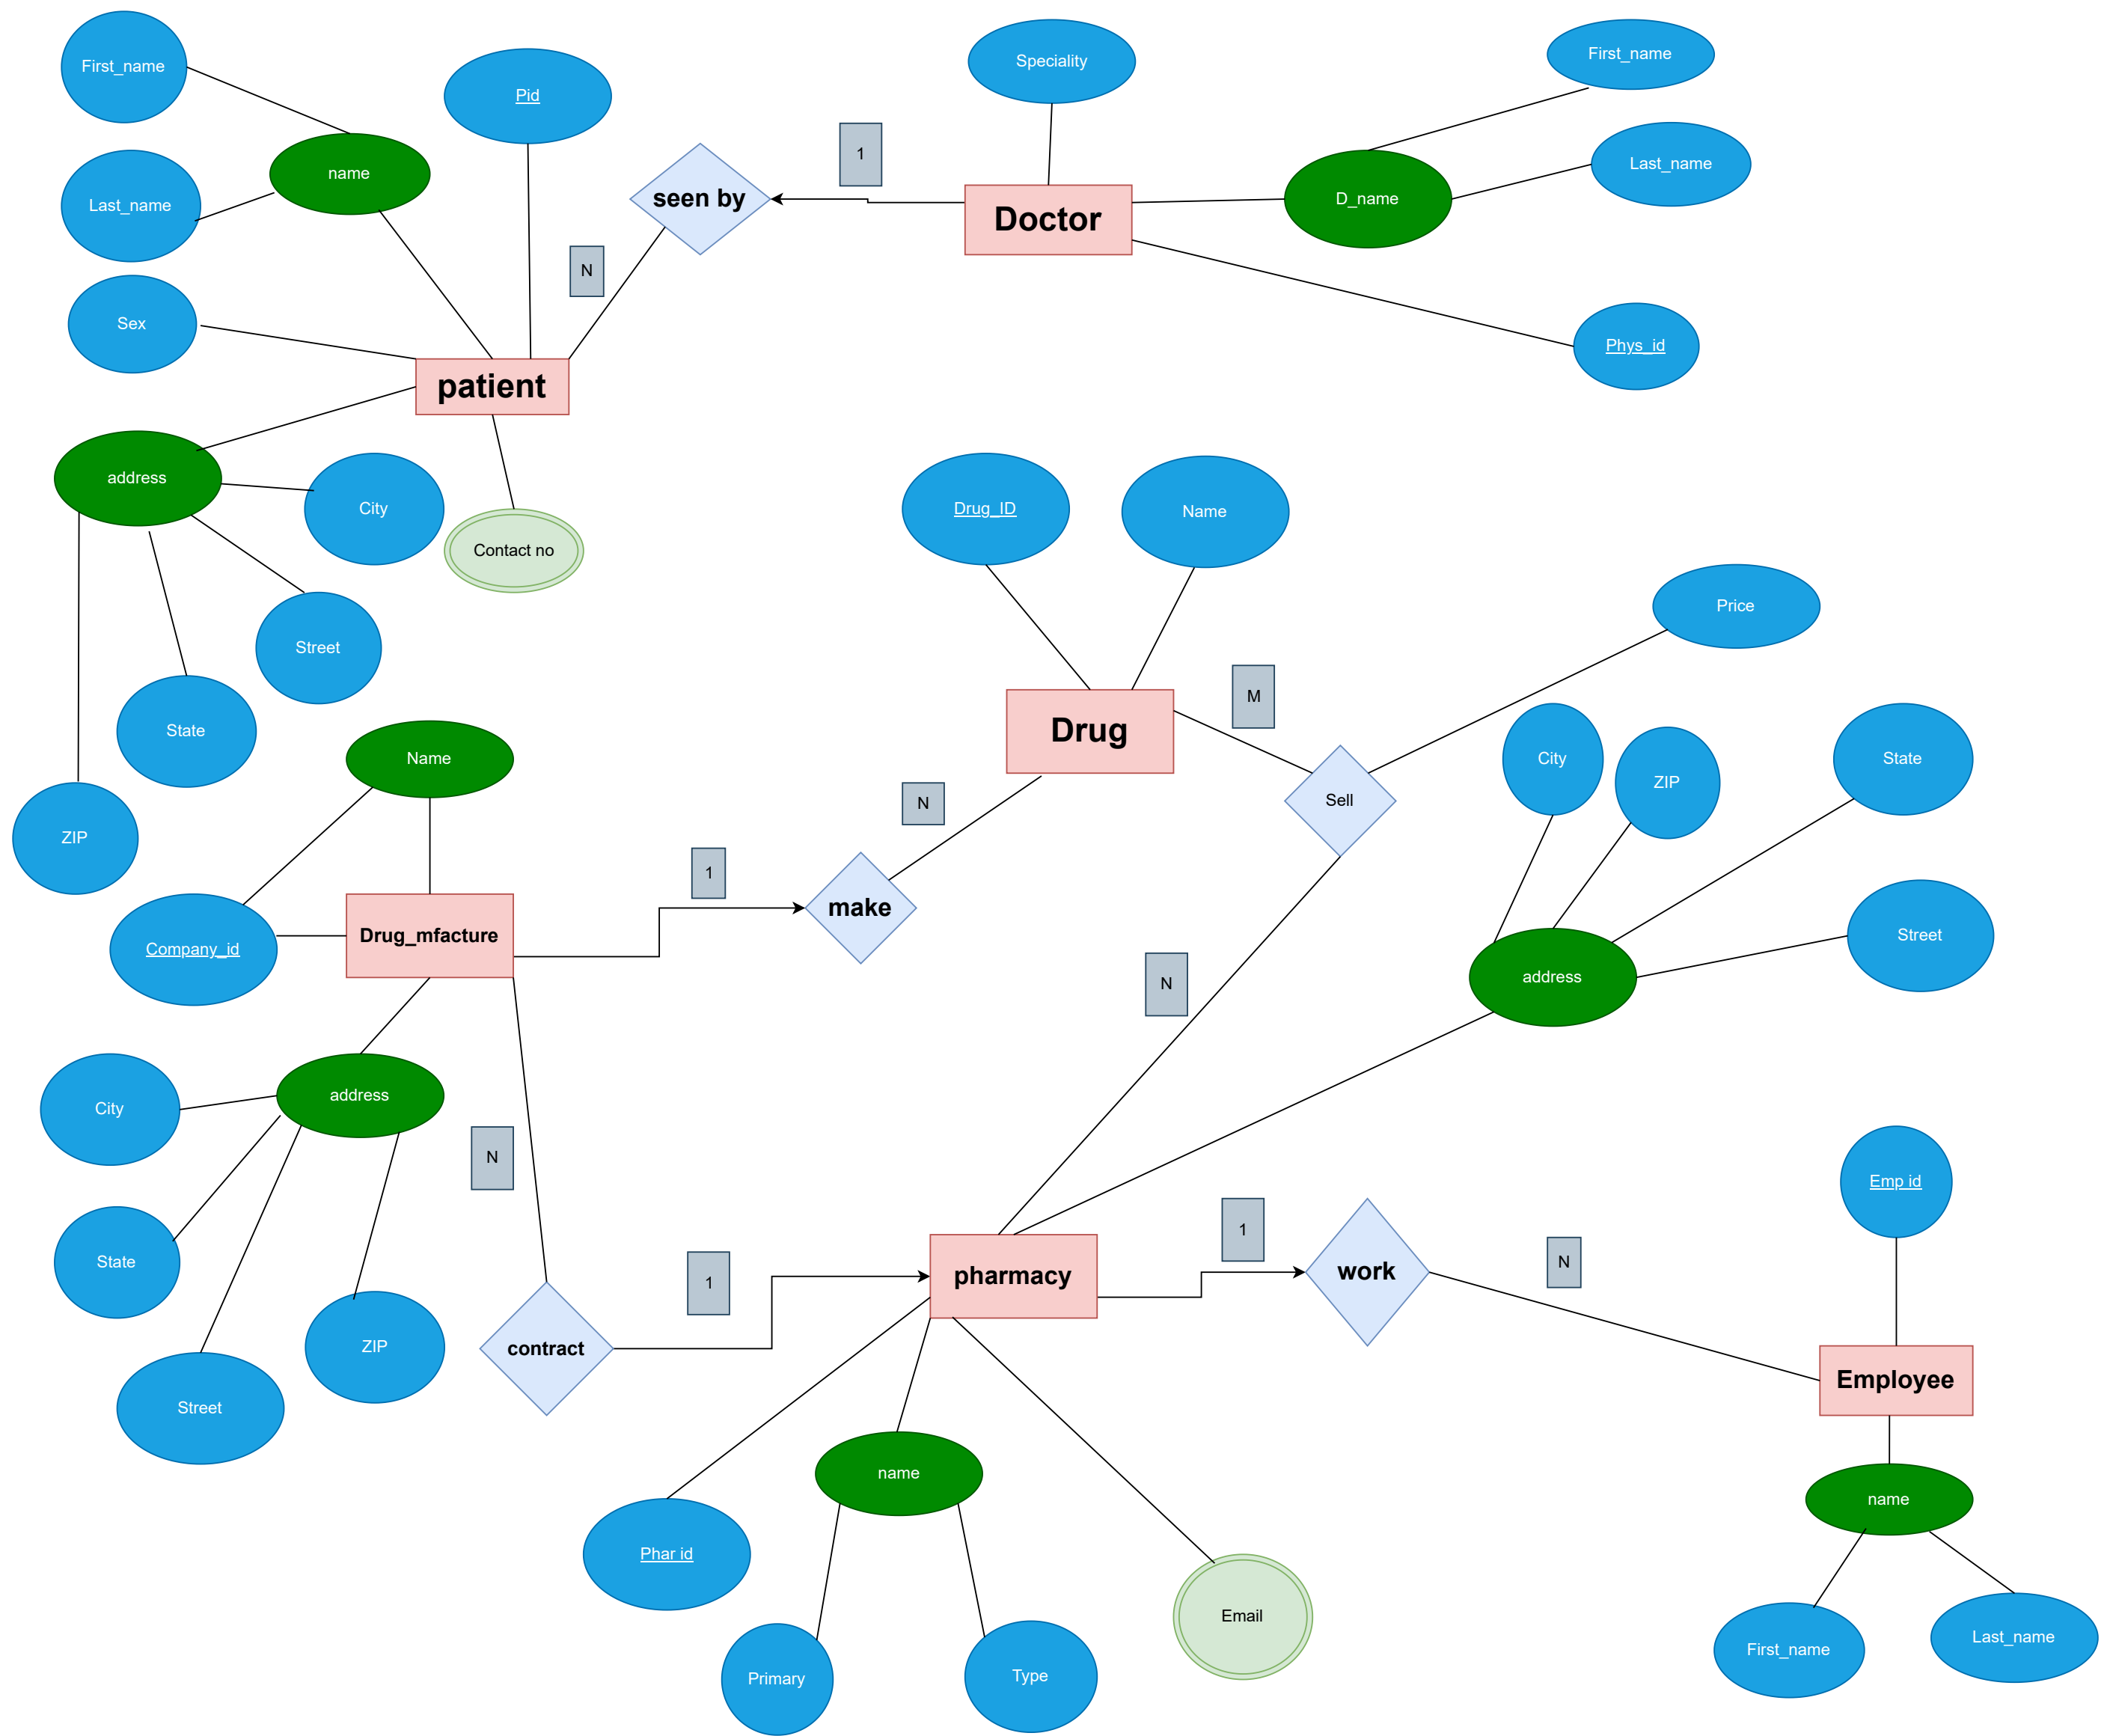 First_name
Pid
Speciality
First_name
1
name
Last_name
D_name
Last_name
seen by
Doctor
N
Sex
Phys_id
patient
address
City
Contact no
Drug_ID
Name
Price
Street
M
State
Name
Drug
City
ZIP
State
Sell
N
ZIP
1
make
Drug_mfacture
Company_id
Street
address
N
City
address
N
Emp id
State
1
1
pharmacy
work
N
ZIP
contract
Employee
Street
name
name
Phar id
Email
Primary
Type
First_name
Last_name